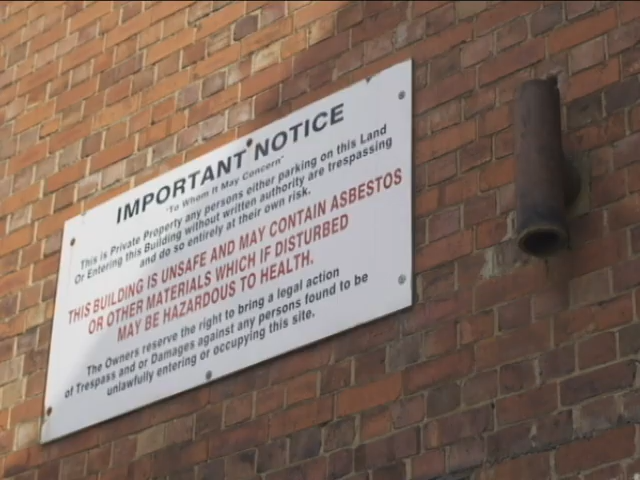 IMPORTANT NOTICE
"To Whom It May Concern"
This is Private Property any persons either parking on this Land
Or Entering this Building without written authority are trespassing
and do so entirely at their own risk.
THIS BUILDING IS UNSAFE AND MAY CONTAIN ASBESTOS
OR OTHER MATERIALS WHICH IF DISTURBED
MAY BE HAZARDOUS TO HEALTH.
The Owners reserve the right to bring a legal action
of Trespass and or Damages against any persons found to be
unlawfully entering or occupying this site.